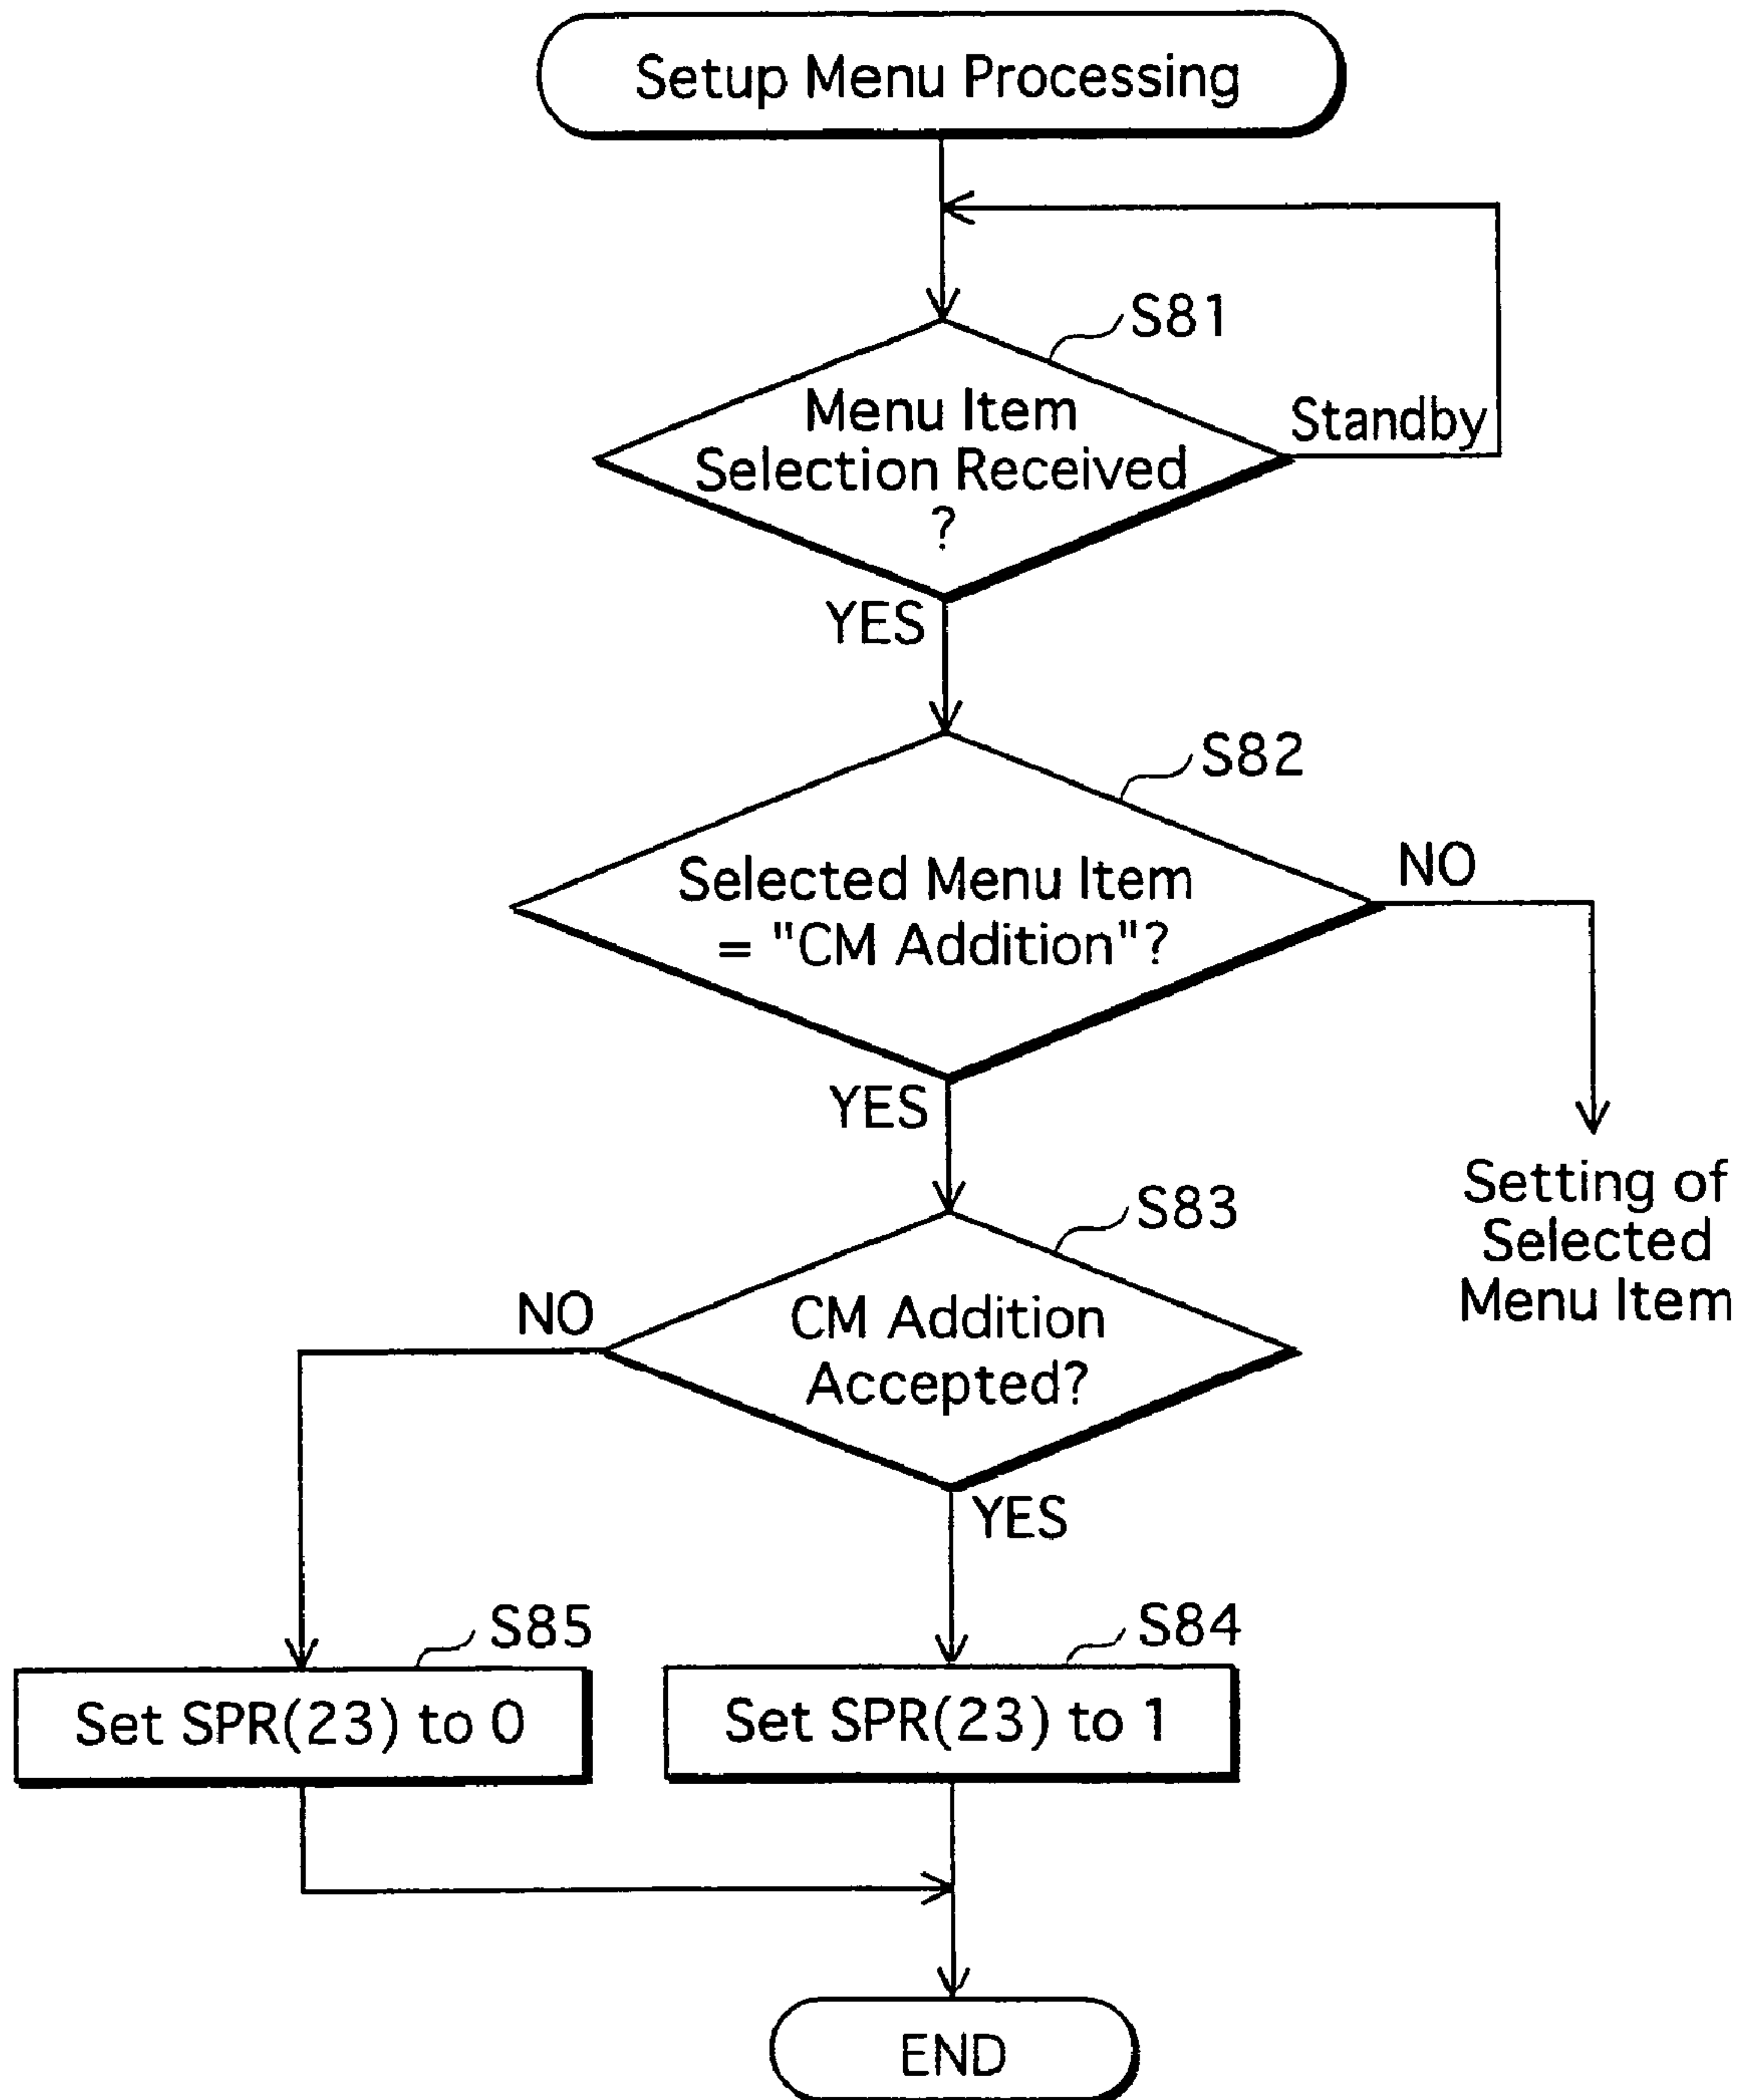 Setup Menu Processing
S81
Menu Item
Selection Received
?
Standby
YES
S82
Selected Menu Item
= "CM Addition"?
NO
YES
Setting of
Selected
Menu Item
S83
CM Addition
Accepted?
NO
YES
S85
Set SPR(23) to 0
S84
Set SPR(23) to 1
END